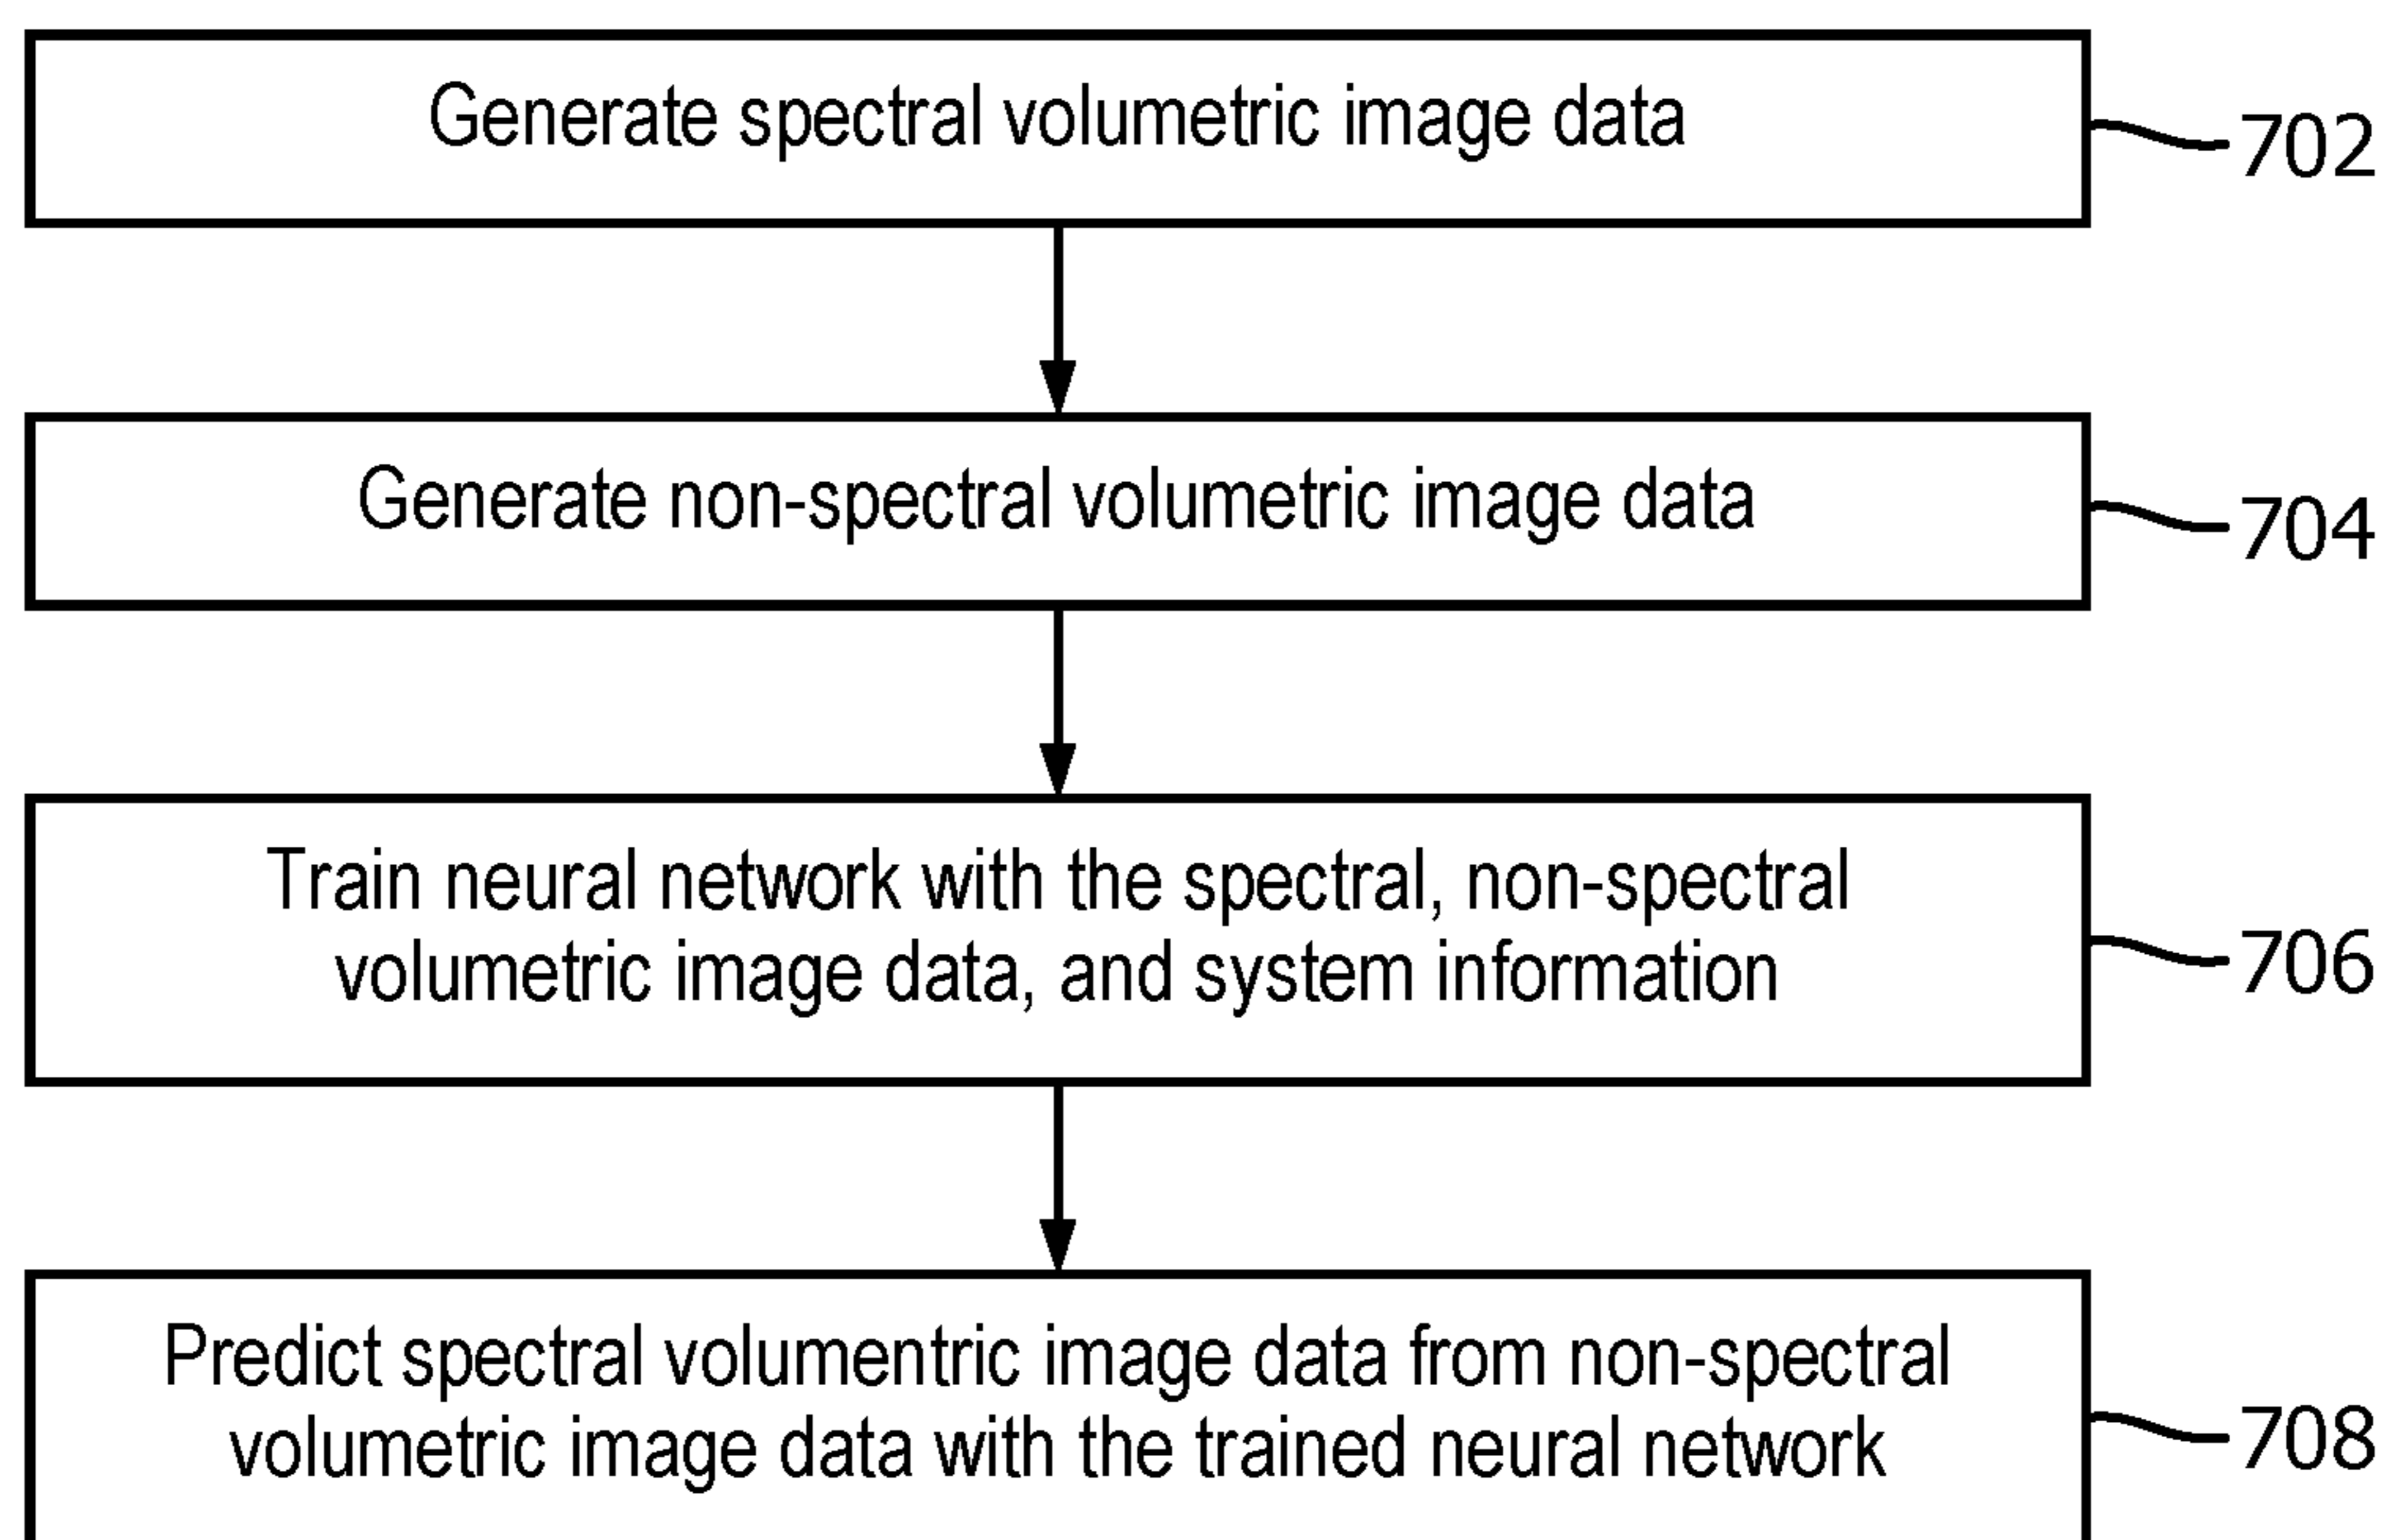 Generate spectral volumetric image data
702
Generate non-spectral volumetric image data
704
Train neural network with the spectral, non-spectral
volumetric image data, and system information
706
Predict spectral volumentric image data from non-spectral
volumetric image data with the trained neural network
708